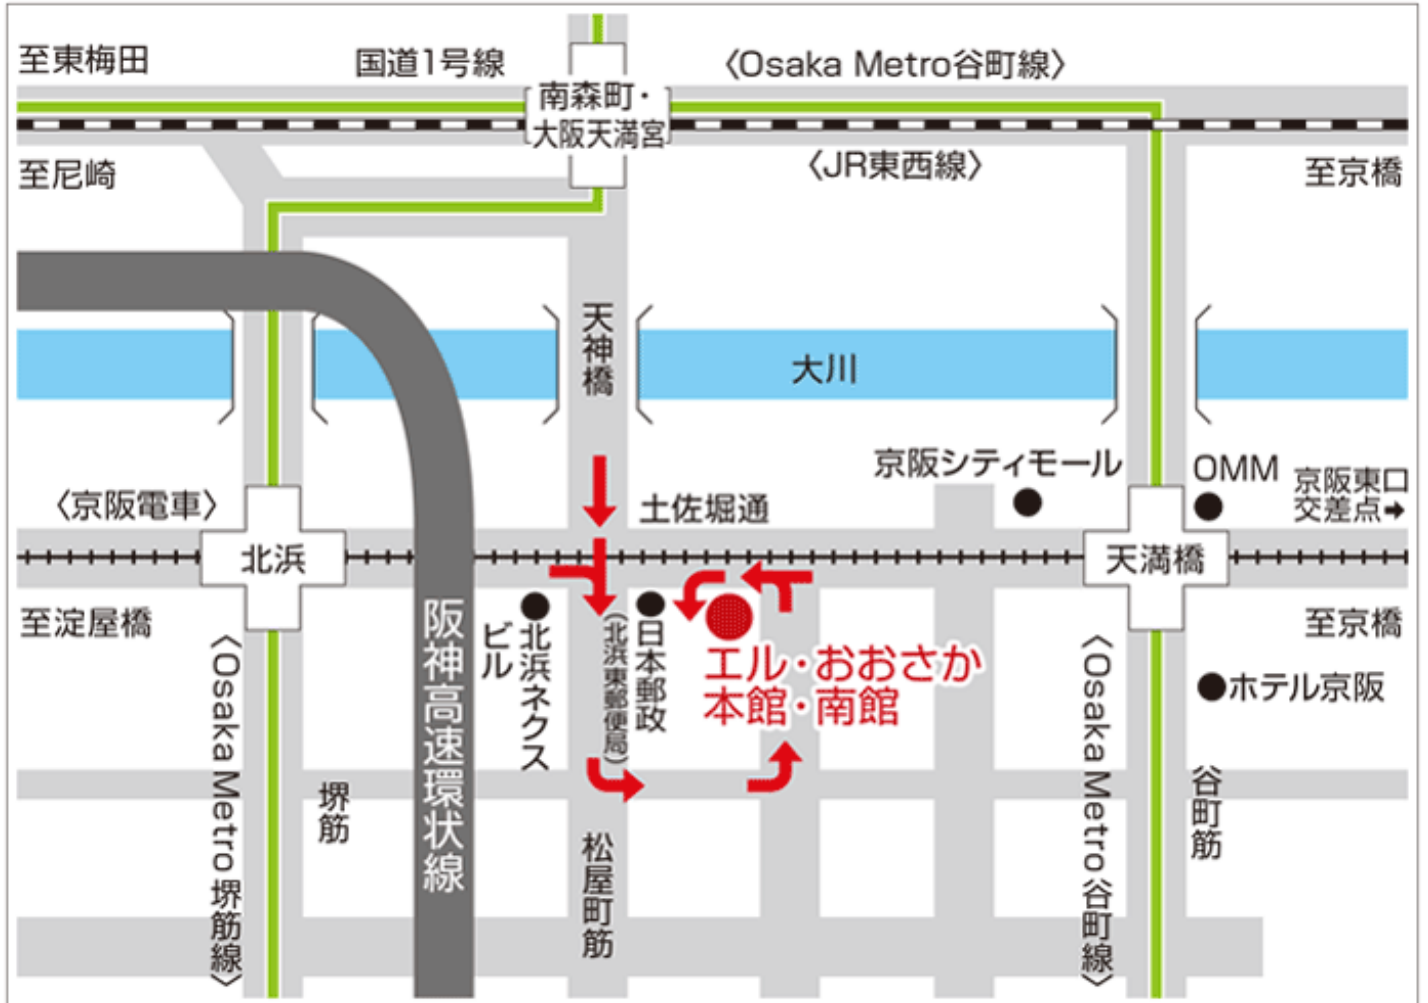 至東梅田
国道1号線
〈Osaka Metro谷町線〉
南森町・
大阪天満宮
〈JR東西線〉
至尼崎
至京橋
天神橋
大川
京阪シティモール
OMM
京阪東口
交差点➡
〈京阪電車〉
土佐堀通
北浜
天満橋
至淀屋橋
至京橋
阪神高速環状線
北浜ネクス
ビル
日本郵政
(北浜東郵便局)
エル・おおさか
本館・南館
ホテル京阪
〈Osaka Metro 堺筋線〉
堺筋
松屋町筋
〈Osaka Metro谷町線〉
谷町筋